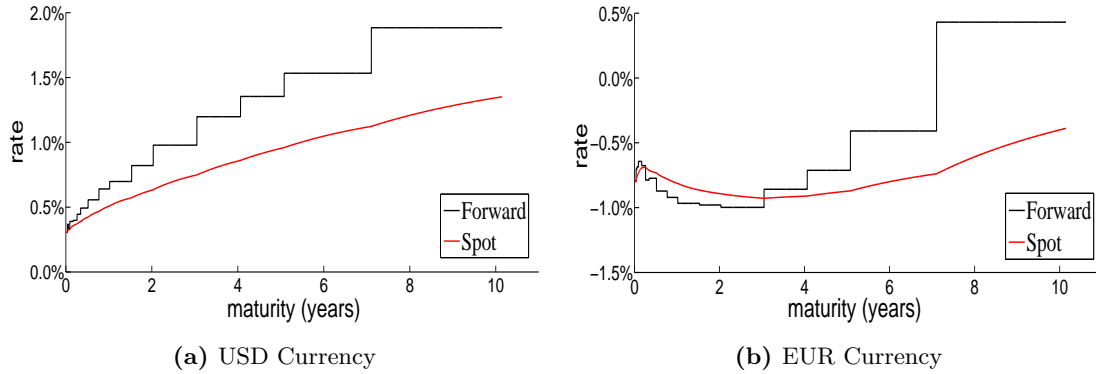 2.0%
1.5%
1.0%
0.5%
0.0%
rate
0 2 4 6 8 10
maturity (years)
Forward
Spot
(a) USD Currency
0.5%
0.0%
−0.5%
−1.0%
−1.5%
rate
0 2 4 6 8 10
maturity (years)
Forward
Spot
(b) EUR Currency